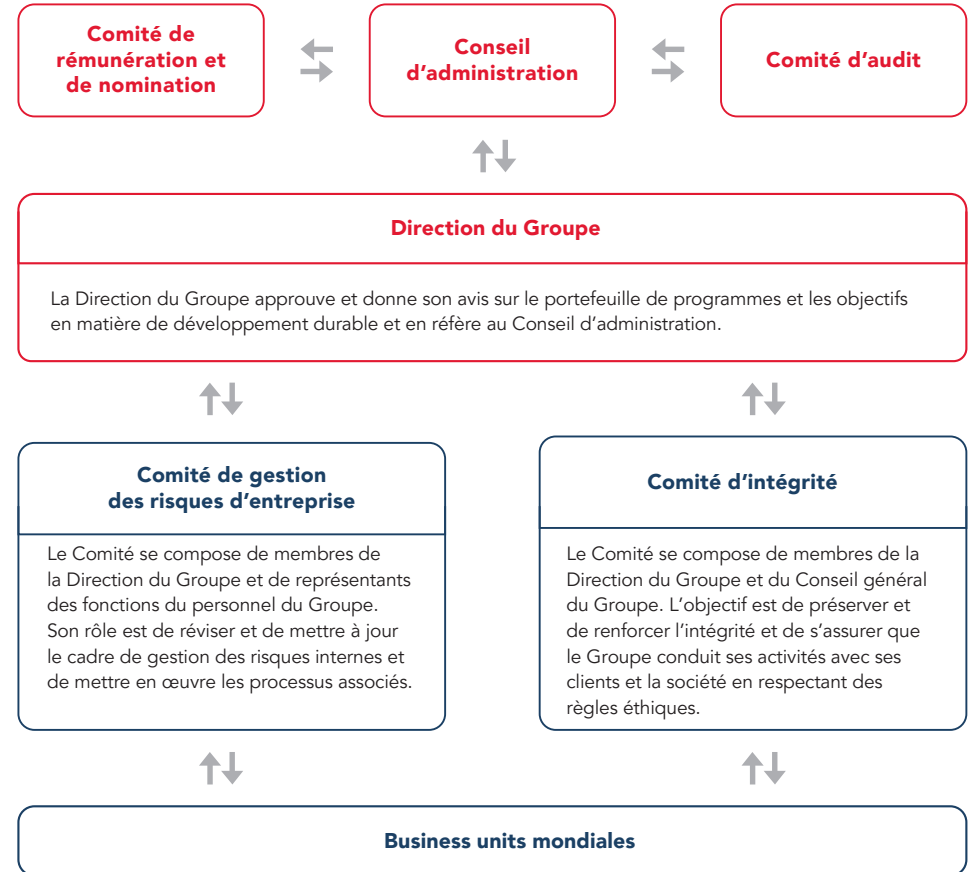 Comité de
rémunération et
de nomination
Conseil
d'administration
Comité d'audit
Direction du Groupe
La Direction du Groupe approuve et donne son avis sur le portefeuille de programmes et les objectifs
en matière de développement durable et en réfère au Conseil d'administration.
Comité de gestion
des risques d'entreprise
Le Comité se compose de membres de
la Direction du Groupe et de représentants
des fonctions du personnel du Groupe.
Son rôle est de réviser et de mettre à jour
le cadre de gestion des risques internes et
de mettre en œuvre les processus associés.
Comité d'intégrité
Le Comité se compose de membres de la
Direction du Groupe et du Conseil général
du Groupe. L'objectif est de préserver et
de renforcer l'intégrité et de s'assurer que
le Groupe conduit ses activités avec ses
clients et la société en respectant des
règles éthiques.
Business units mondiales